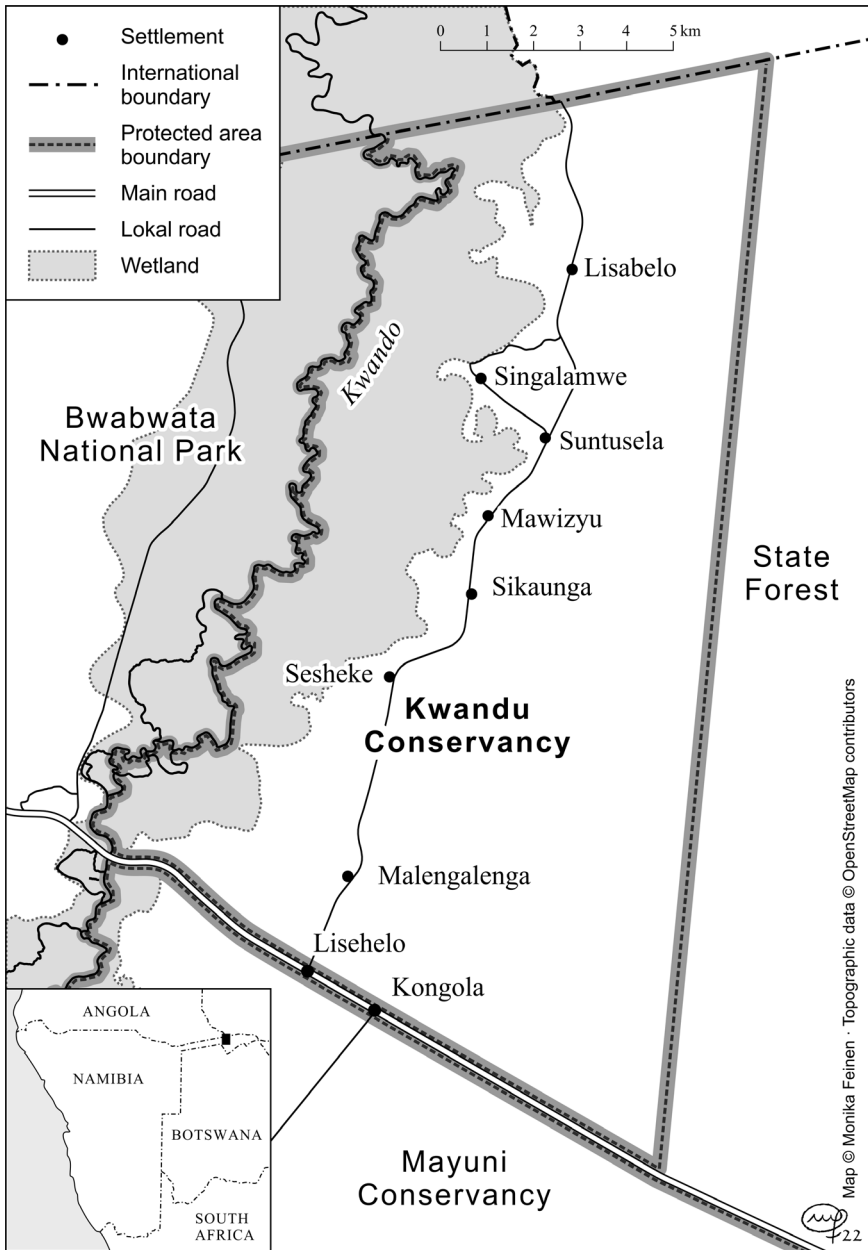 Settlement
International
boundary
Protected area
boundary
Main road
Lokal road
Wetland
0 1 2 3 4 5 km
Lisabelo
Kwando
Singalamwe
Bwabwata
National Park
Suntusela
Mawizyu
State
Forest
Sikaunga
Sesheke
Kwandu
Conservancy
Malengalenga
Lisehelo
Kongola
ANGOLA
NAMIBIA
BOTSWANA
SOUTH
AFRICA
Mayuni
Conservancy
Map © Monika Feinen · Topographic data © OpenStreetMap contributors
22